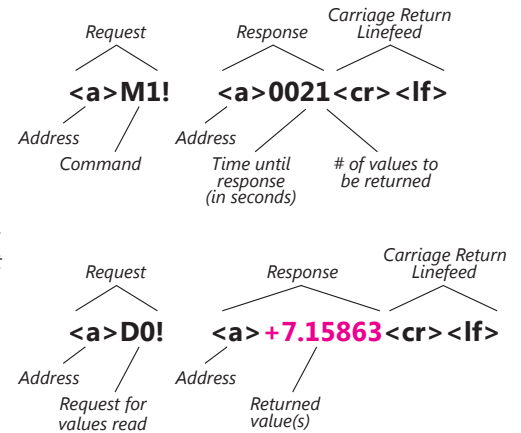 Carriage Return
Request Response Linefeed
<a>M1! <a>0021<cr><lf>
Address Address
Command Time until # of values to
response be returned
(in seconds)
Carriage Return
Request Response Linefeed
<a>D0! <a>+7.15863<cr><lf>
Address Address
Request for Returned
values read value(s)